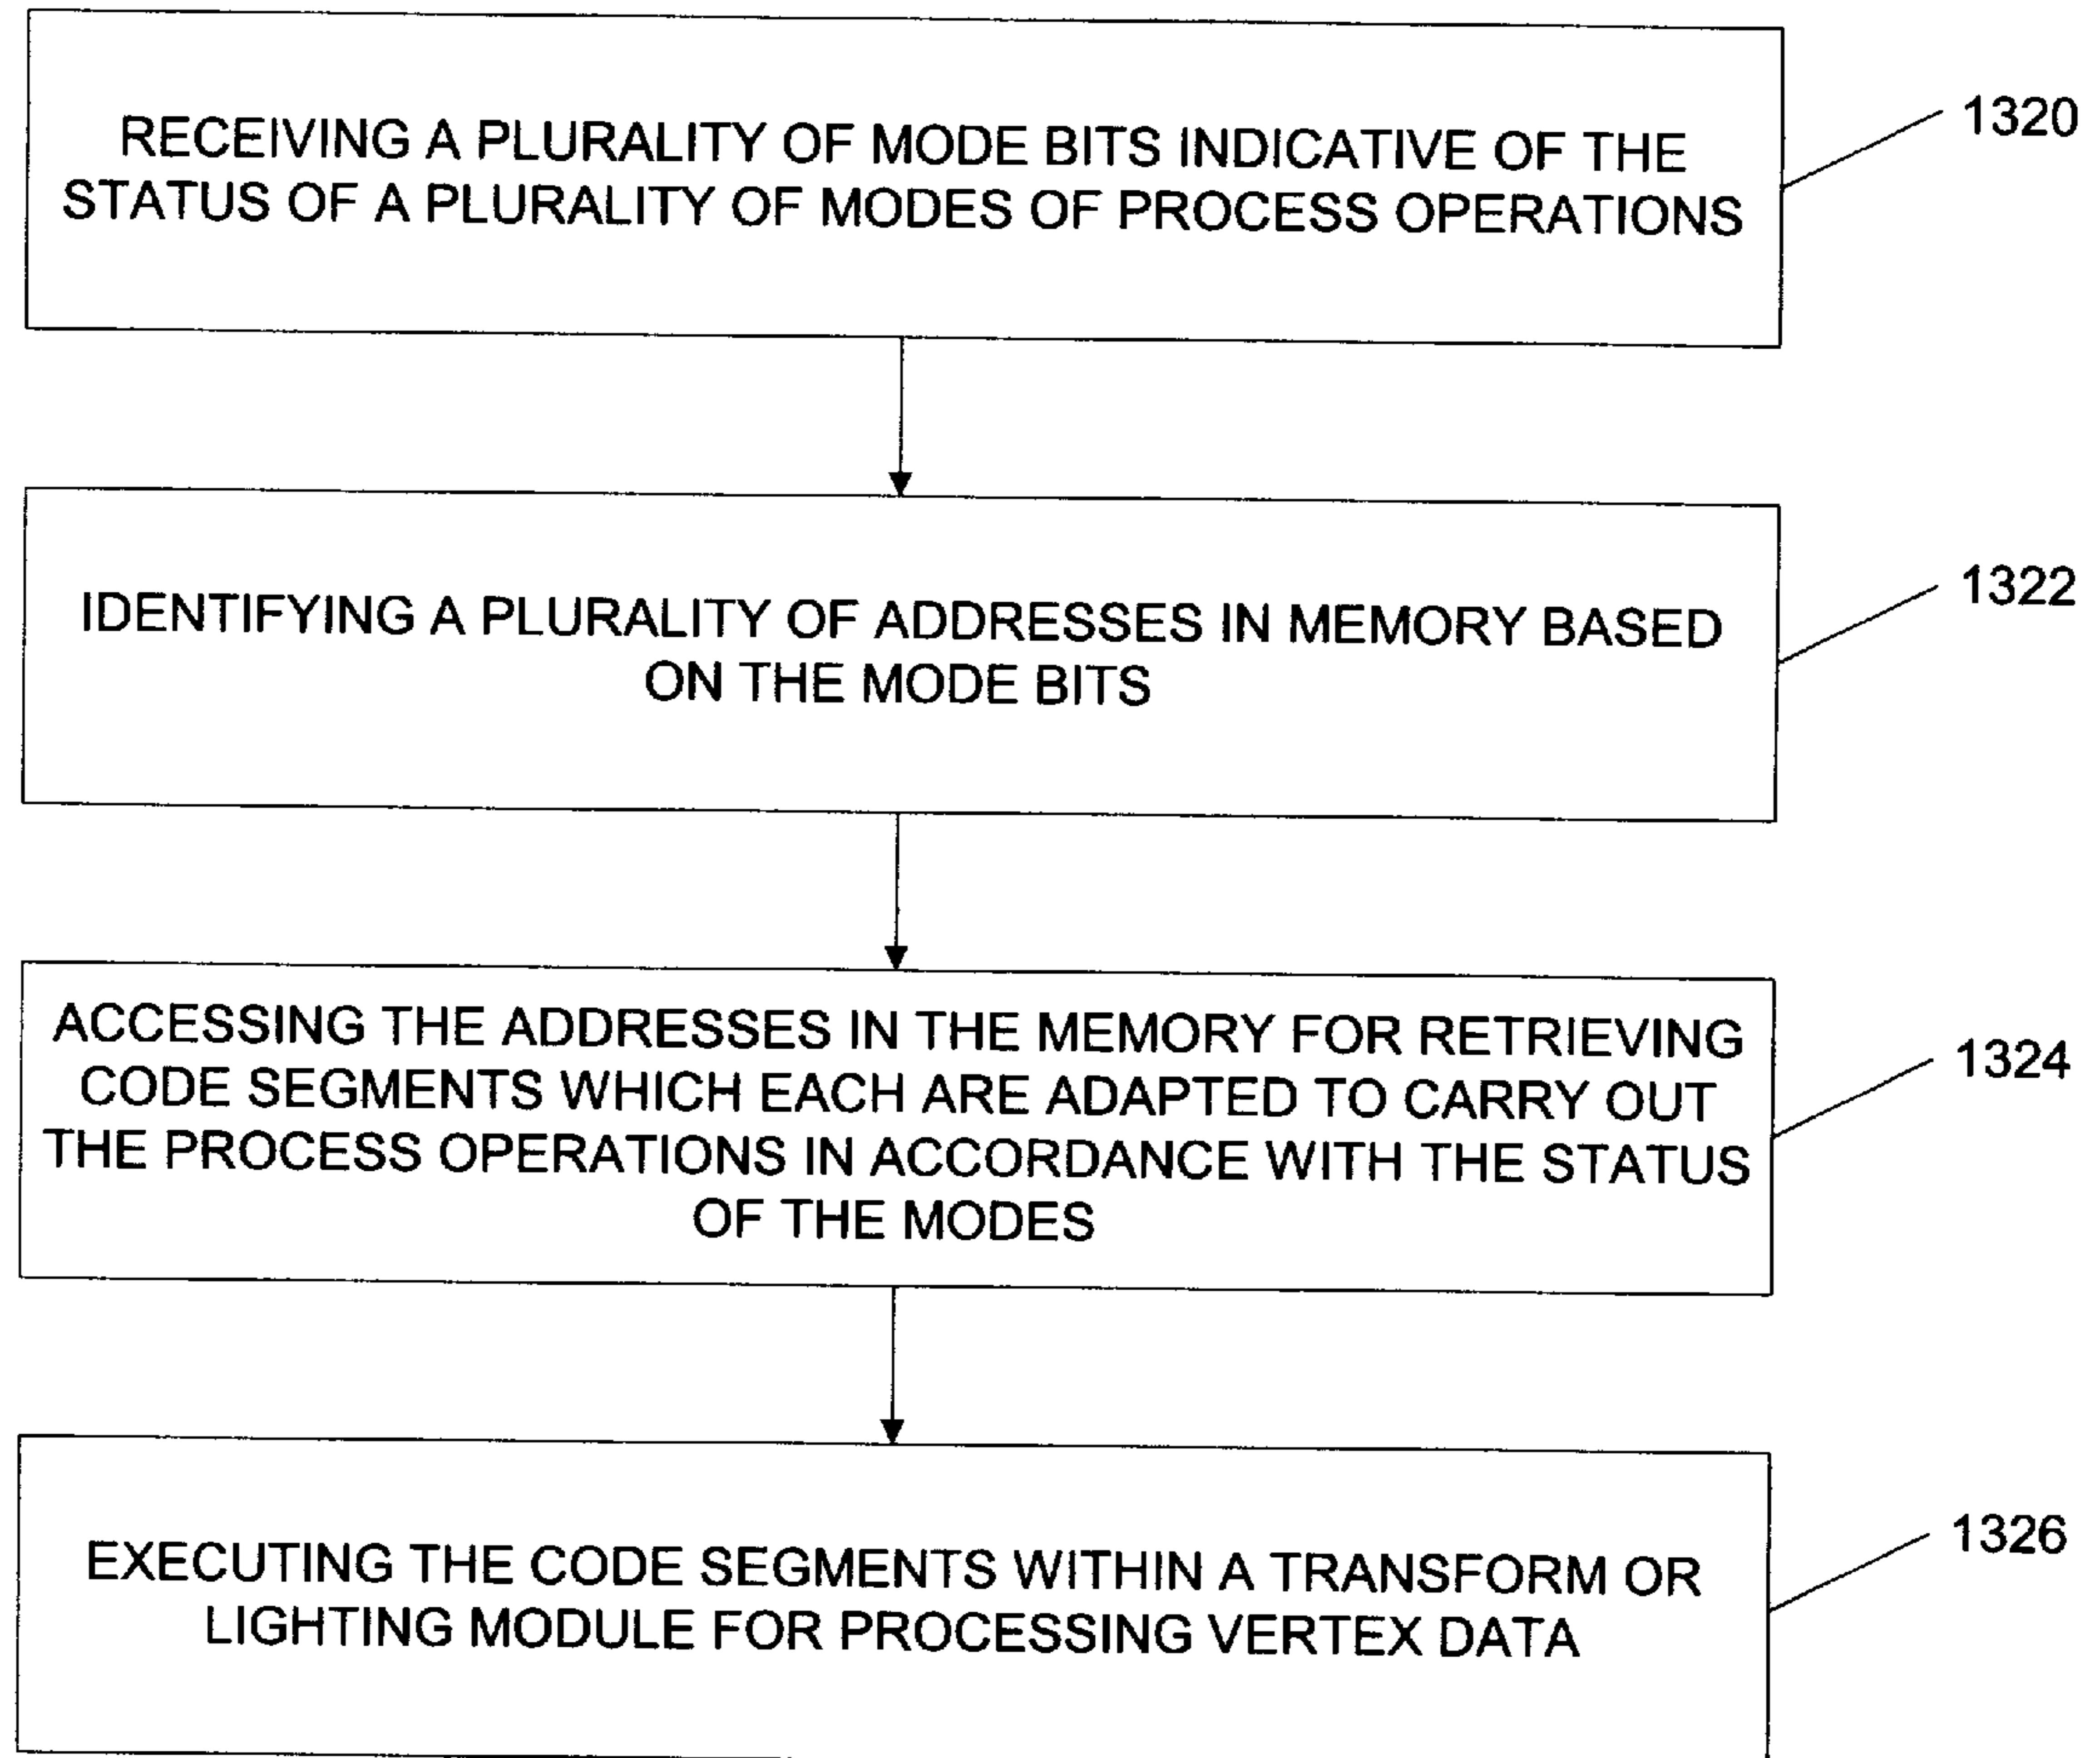 RECEIVING A PLURALITY OF MODE BITS INDICATIVE OF THE
STATUS OF A PLURALITY OF MODES OF PROCESS OPERATIONS
1320
IDENTIFYING A PLURALITY OF ADDRESSES IN MEMORY BASED
ON THE MODE BITS
1322
ACCESSING THE ADDRESSES IN THE MEMORY FOR RETRIEVING
CODE SEGMENTS WHICH EACH ARE ADAPTED TO CARRY OUT
THE PROCESS OPERATIONS IN ACCORDANCE WITH THE STATUS
OF THE MODES
1324
EXECUTING THE CODE SEGMENTS WITHIN A TRANSFORM OR
LIGHTING MODULE FOR PROCESSING VERTEX DATA
1326